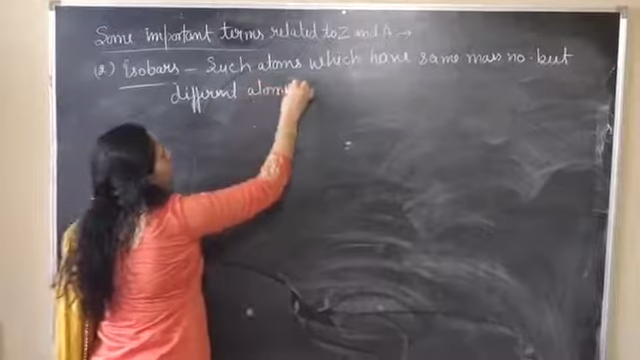 Some important terms related to Z and A →
(2) Isobars - Such atoms which have same mass no. but
different atom